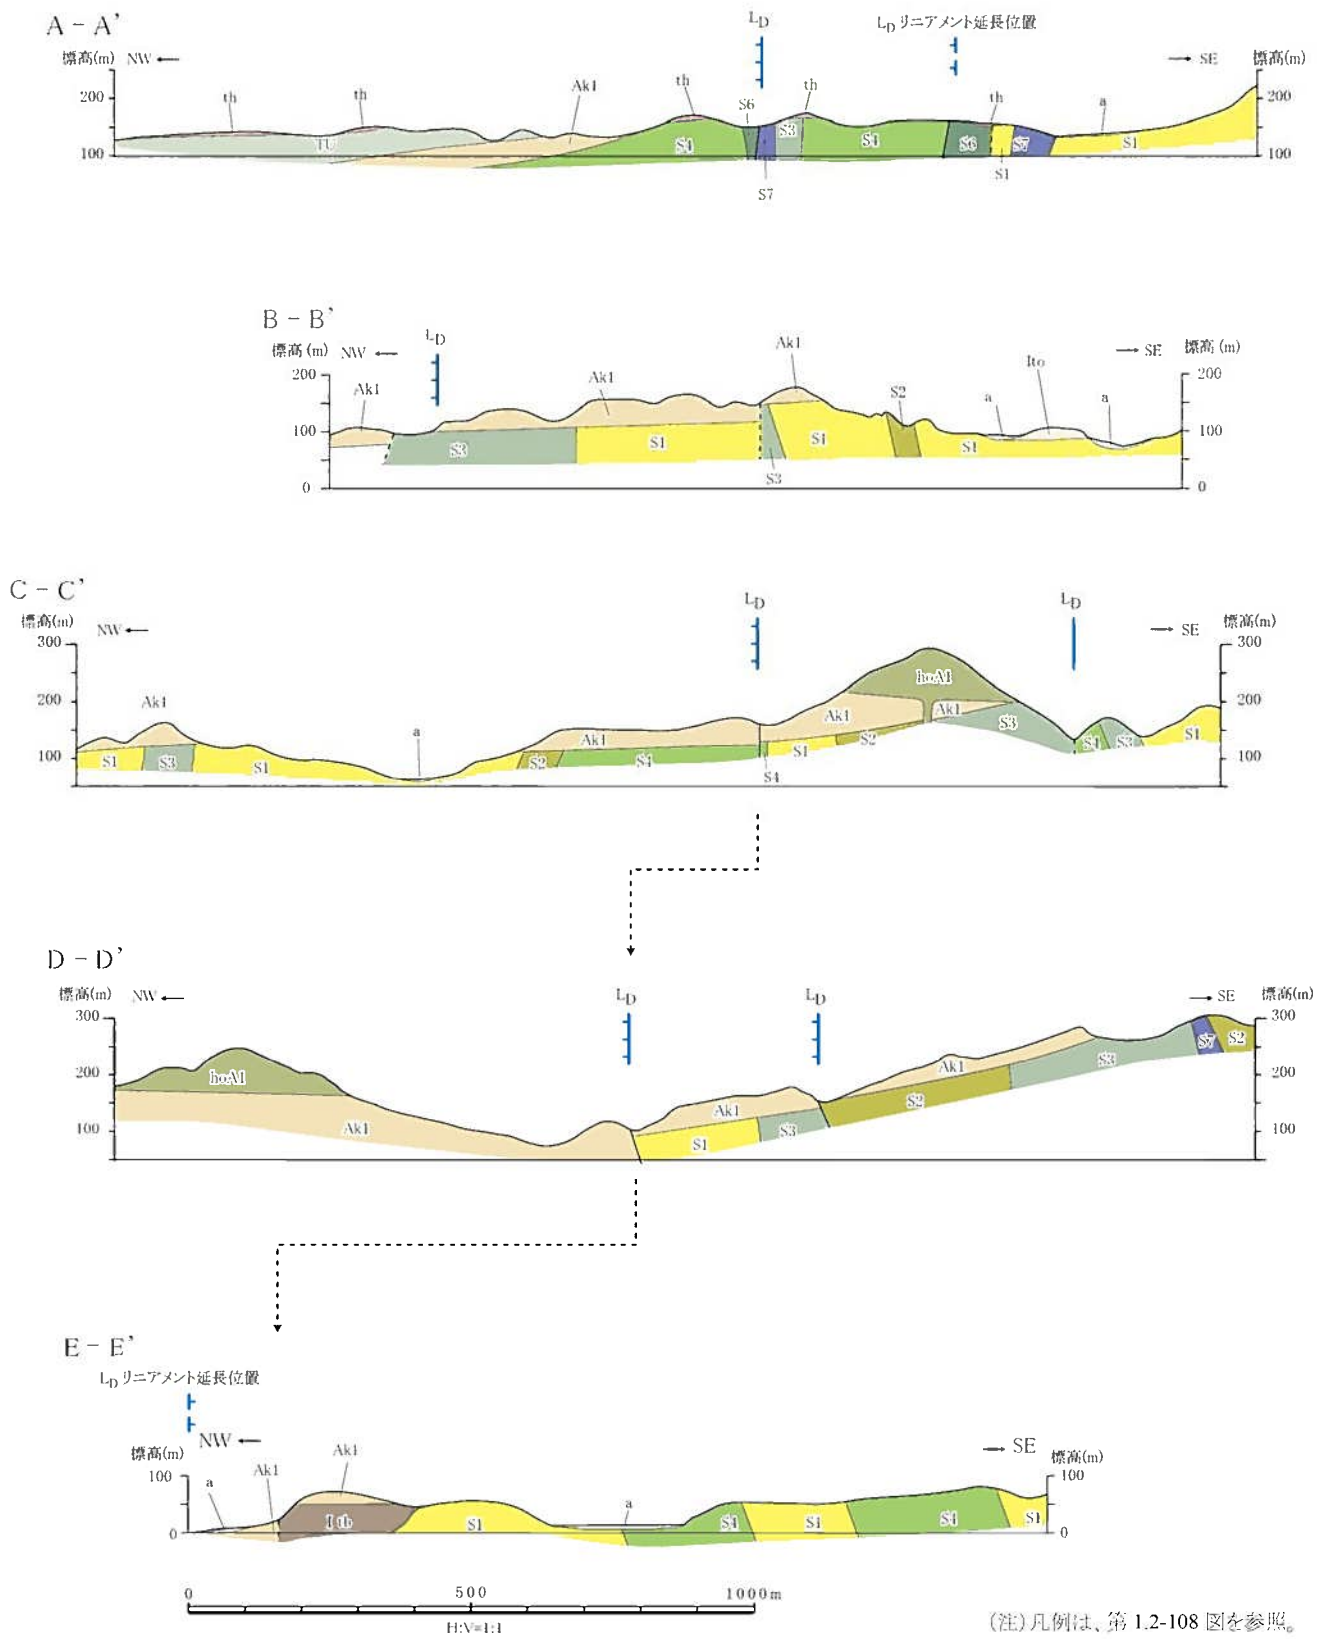 A - A'
LD
LD リニアメント延長位置
標高(m) NW ←
→ SE 標高(m)
200
th
th
Ak1
th
S6
th
th
a
200
100
TU
S4
S3
S4
S6
S7
S1
100
S7
S1
B - B'
LD
標高 (m) NW ←
Ak1
→ SE 標高 (m)
200
Ak1
Ak1
S2
a
Ito
a
200
100
S3
S1
S1
S1
100
S3
0
0
C - C'
標高(m)
NW ←
LD
LD
→ SE
標高(m)
300
300
200
Ak1
a
hoA1
Ak1
Ak1
S3
200
100
S1
S3
S1
Ak1
S2
S4
S1
S2
S4
S3
S1
100
S4
D - D'
標高(m) NW ←
LD
LD
→ SE 標高(m)
300
300
200
hoA1
Ak1
S3
S7
S2
200
100
Ak1
Ak1
S1
S3
S2
100
E - E'
LD リニアメント延長位置
NW ←
→ SE
標高(m)
標高(m)
100
a
Ak1
Ak1
100
0
Itb
S1
a
S4
S1
S4
S1
0
0
500
1000m
H:V=1:1
(注) 凡例は、第 1.2-108 図を参照。